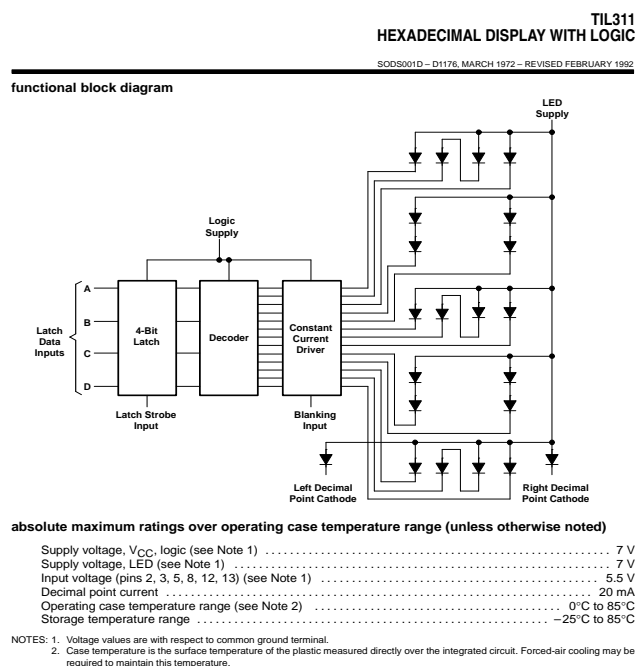 TIL311
HEXADECIMAL DISPLAY WITH LOGIC
SODS001D – D1176, MARCH 1972 – REVISED FEBRUARY 1992
functional block diagram
LED
Supply
Logic
Supply
A
B
C
D
Latch
Data
Inputs
4-Bit
Latch
Decoder
Constant
Current
Driver
Latch Strobe
Input
Blanking
Input
Left Decimal
Point Cathode
Right Decimal
Point Cathode
absolute maximum ratings over operating case temperature range (unless otherwise noted)
Supply voltage, VCC, logic (see Note 1) . . . . . . . . . . . . . . . . . . . . 7 V
Supply voltage, LED (see Note 1) . . . . . . . . . . . . . . . . . . . . 7 V
Input voltage (pins 2, 3, 5, 8, 12, 13) (see Note 1) . . . . . . . . . . . . . . . . . . . . 5.5 V
Decimal point current . . . . . . . . . . . . . . . . . . . . 20 mA
Operating case temperature range (see Note 2) . . . . . . . . . . . . . . . . . . . . 0°C to 85°C
Storage temperature range . . . . . . . . . . . . . . . . . . . . –25°C to 85°C
NOTES: 1. Voltage values are with respect to common ground terminal.
2. Case temperature is the surface temperature of the plastic measured directly over the integrated circuit. Forced-air cooling may be
required to maintain this temperature.